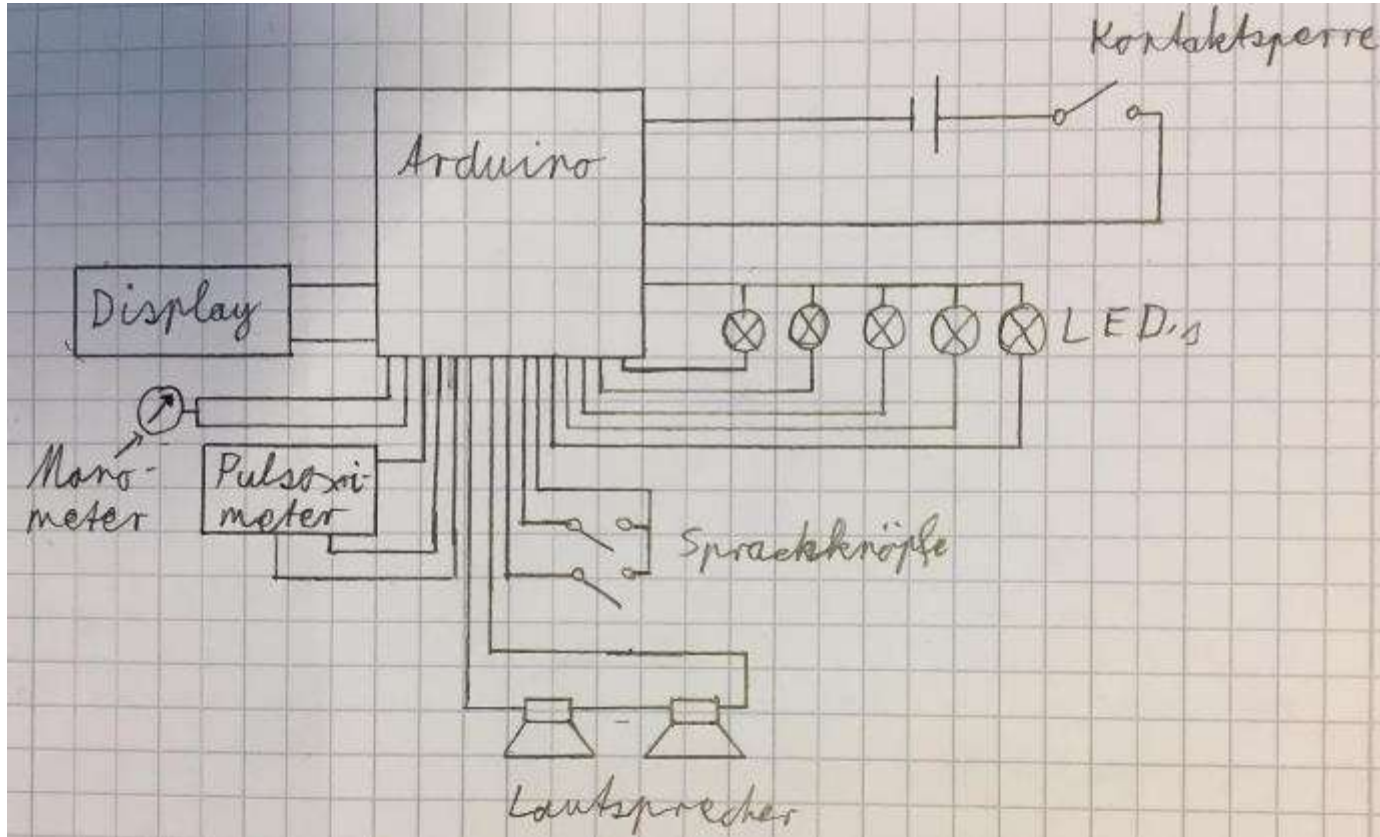 Kontaktsperre
Arduino
Display
LED's
Mano-
meter
Pulsoxi-
meter
Sprachknöpfe
Lautsprecher